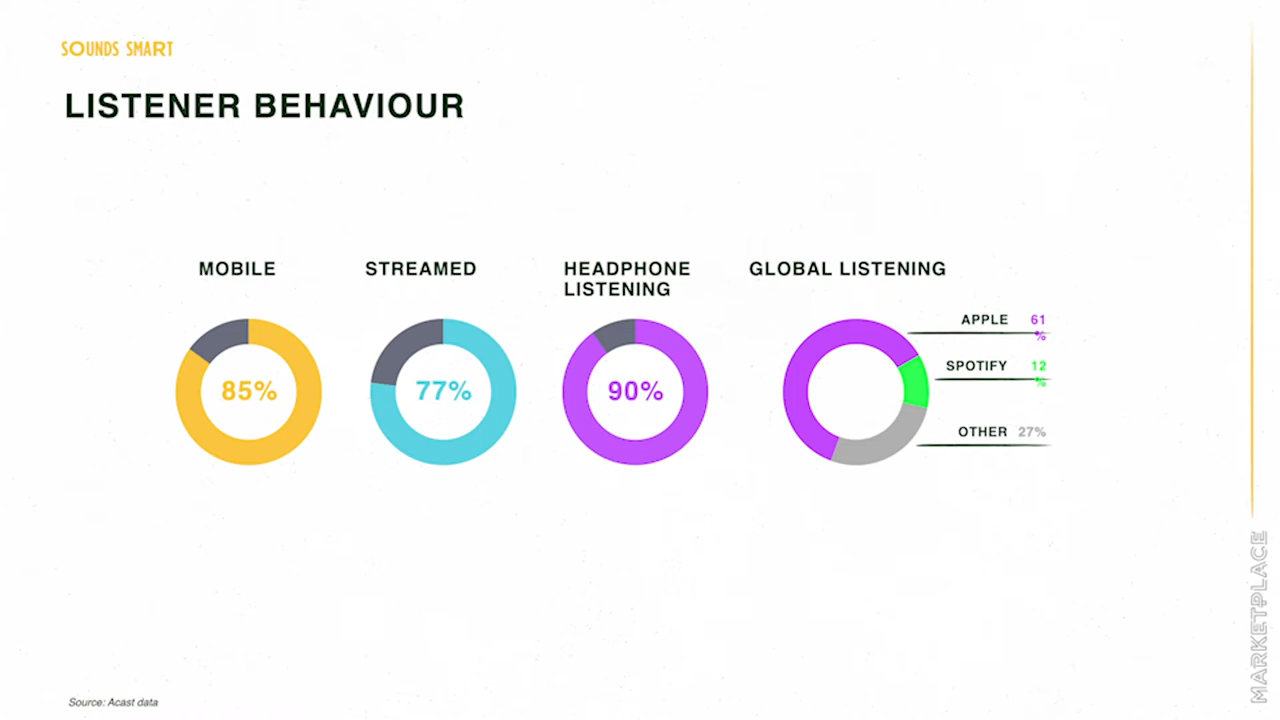 SOUNDS SMART
LISTENER BEHAVIOUR
MOBILE
STREAMED
HEADPHONE
LISTENING
GLOBAL LISTENING
85%
77%
90%
APPLE 61
%
SPOTIFY 12
%
OTHER 27%
MARKETPLACE
Source: Acast data